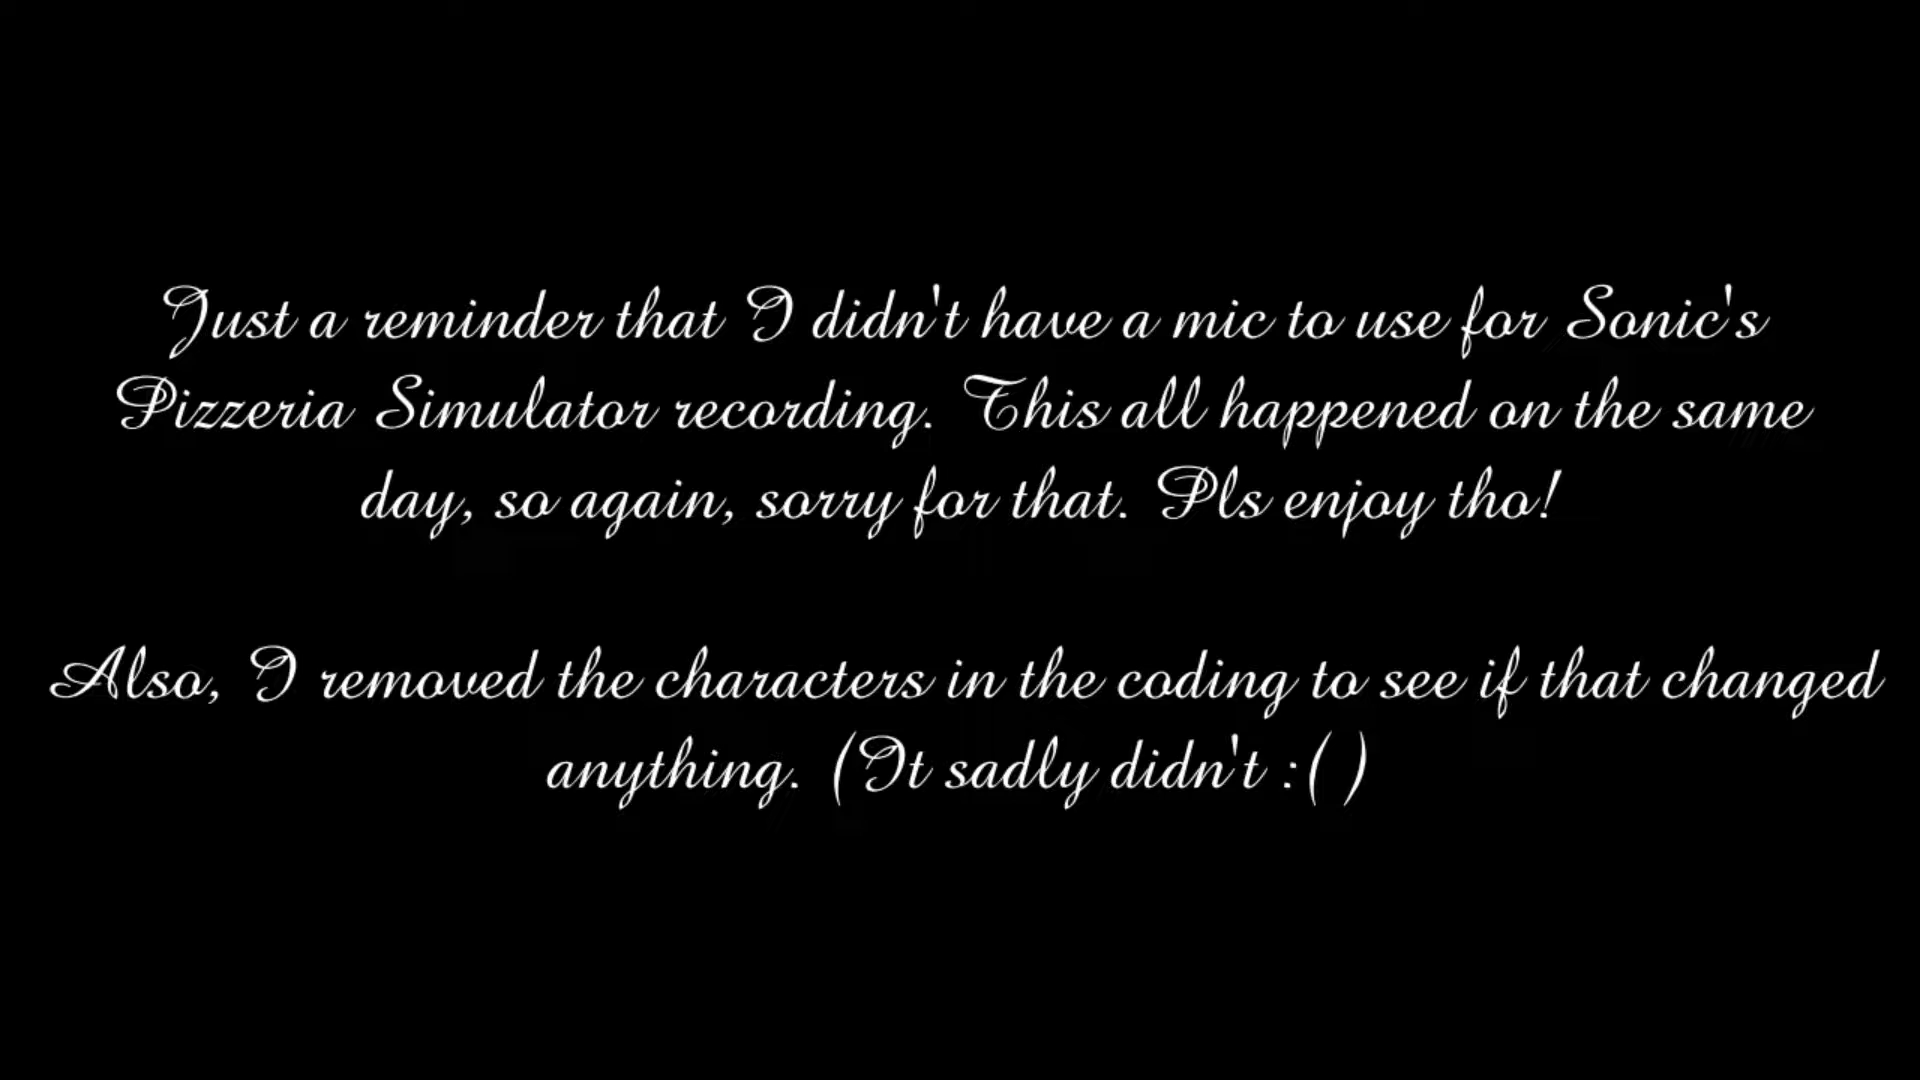 Just a reminder that I didn't have a mic to use for Sonic's
Pizzeria Simulator recording. This all happened on the same
day, so again, sorry for that. Pls enjoy tho!
Also, I removed the characters in the coding to see if that changed
anything. (It sadly didn't :( )